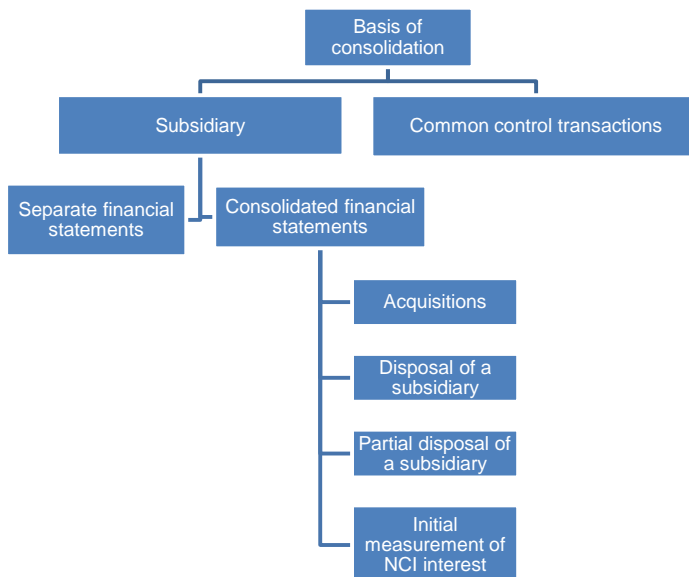 Basis of
consolidation
Subsidiary
Common control transactions
Separate financial
statements
Consolidated financial
statements
Acquisitions
Disposal of a
subsidiary
Partial disposal of
a subsidiary
Initial
measurement of
NCI interest